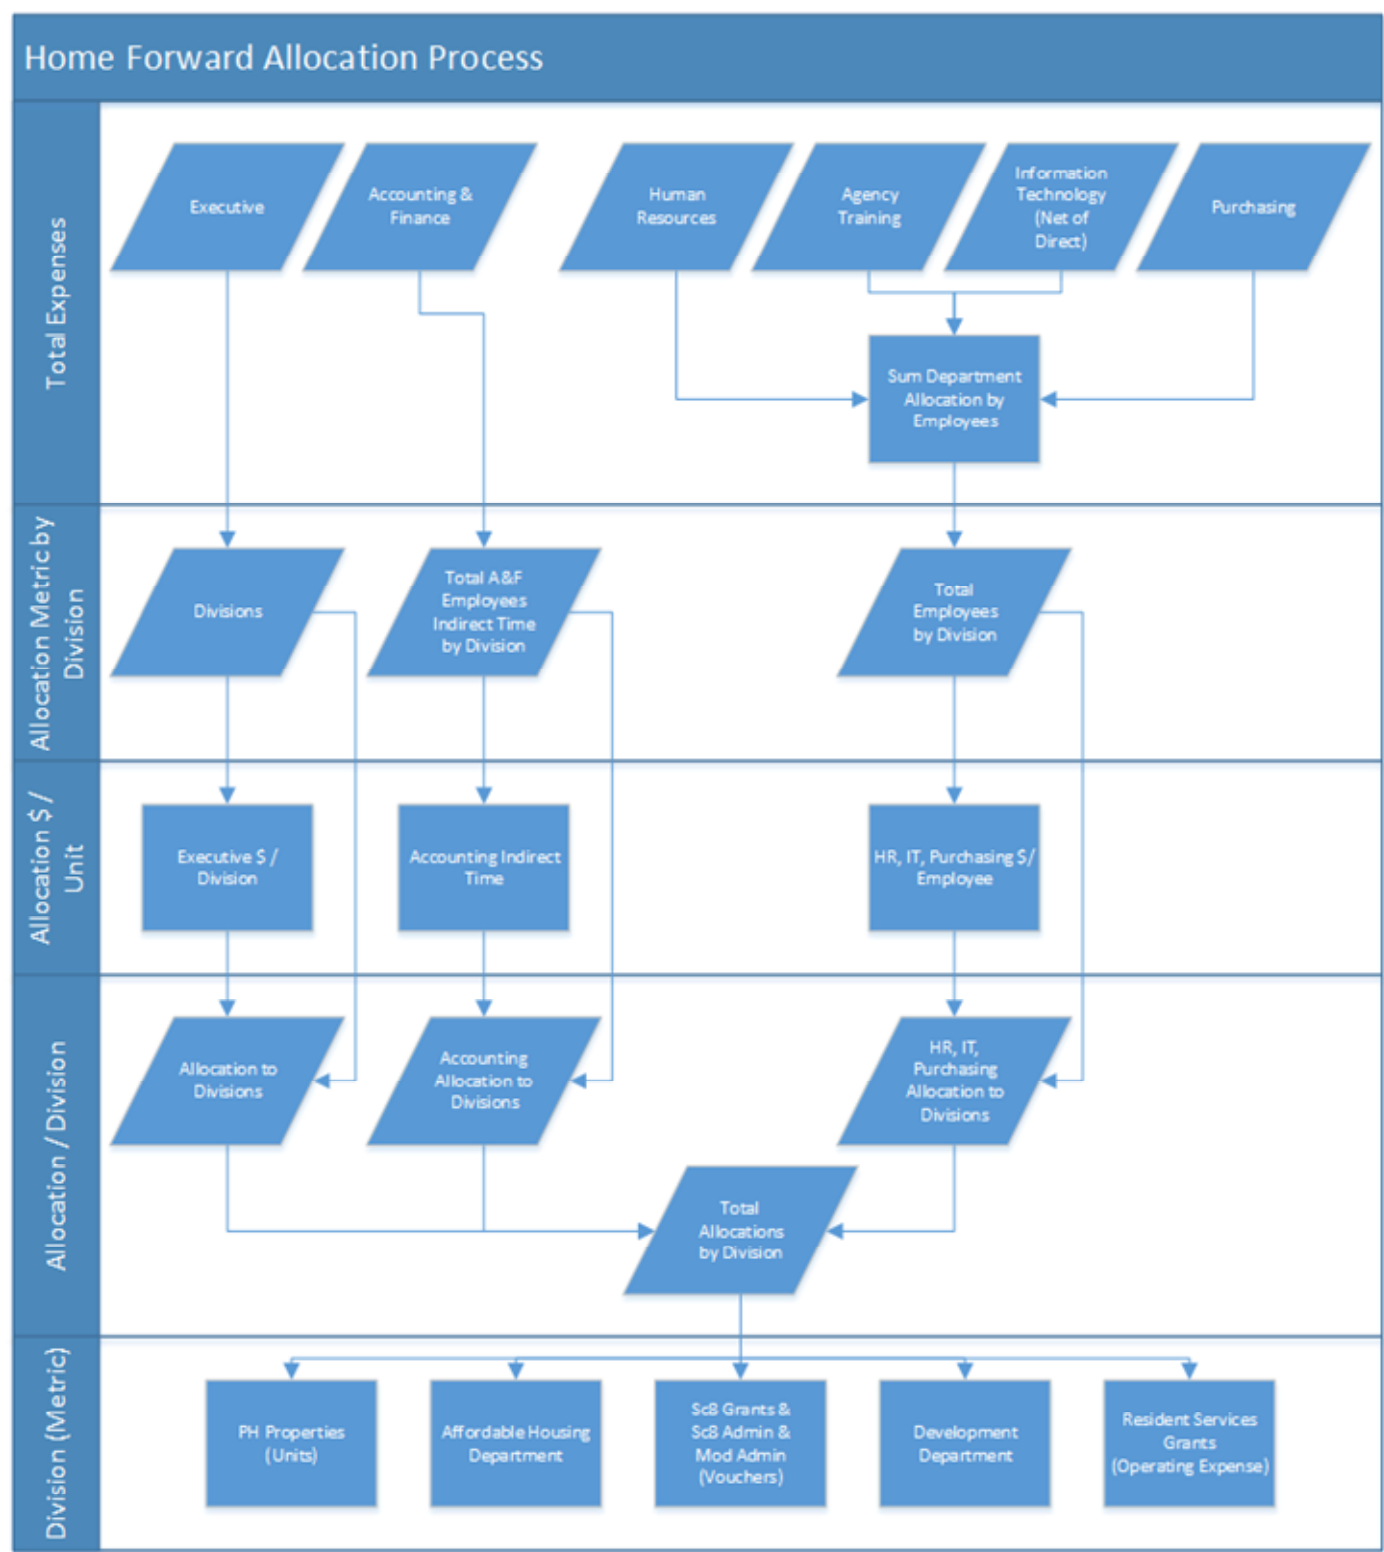 Home Forward Allocation Process
Total Expenses
Executive
Accounting &
Finance
Human
Resources
Agency
Training
Information
Technology
(Net of
Direct)
Purchasing
Sum Department
Allocation by
Employees
Allocation Metric by
Division
Divisions
Total A&F
Employees
Indirect Time
by Division
Total
Employees
by Division
Allocation $ /
Unit
Executive $ /
Division
Accounting Indirect
Time
HR, IT, Purchasing $/
Employee
Allocation / Division
Allocation to
Divisions
Accounting
Allocation to
Divisions
HR, IT,
Purchasing
Allocation to
Divisions
Total
Allocations
by Division
Division (Metric)
PH Properties
(Units)
Affordable Housing
Department
Sc8 Grants &
Sc8 Admin &
Mod Admin
(Vouchers)
Development
Department
Resident Services
Grants
(Operating Expense)